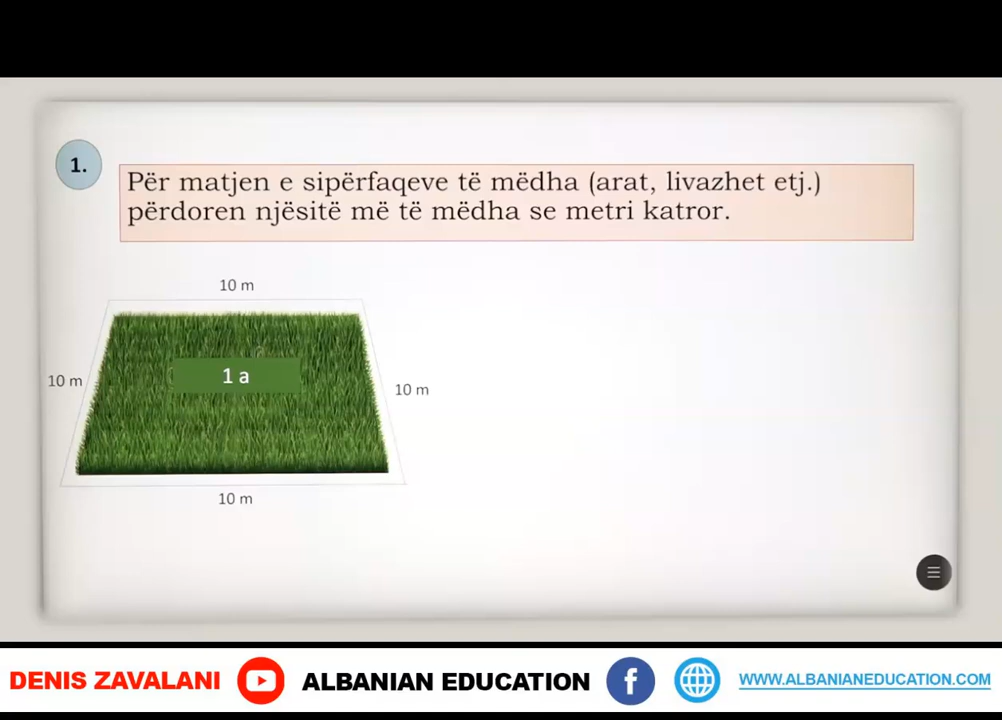 1.
Për matjen e sipërfaqeve të mëdha (arat, livazhet etj.)
përdoren njësitë më të mëdha se metri katror.
10 m
10 m
1 a
10 m
10 m
DENIS ZAVALANI
ALBANIAN EDUCATION
f
WWW.ALBANIANEDUCATION.COM